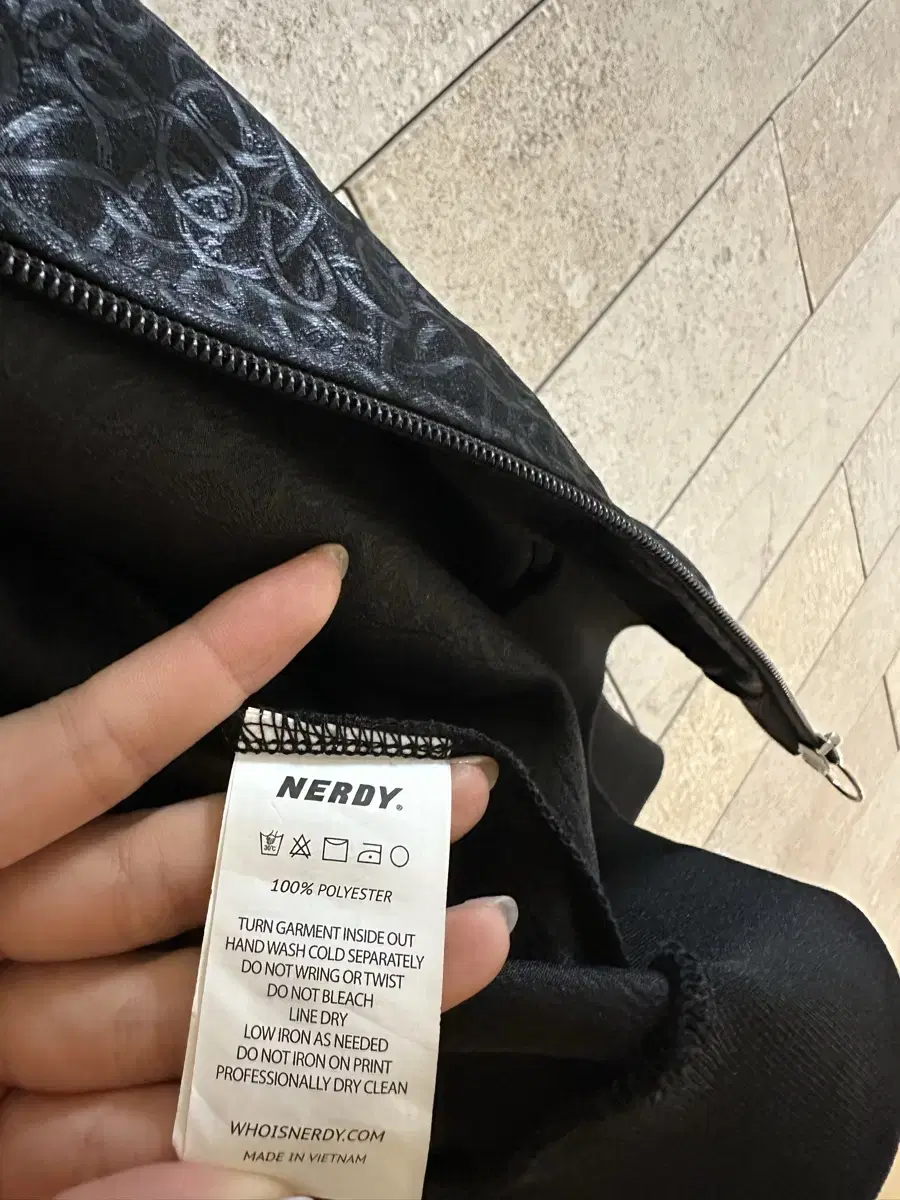 NERDY®
30℃
100% POLYESTER
TURN GARMENT INSIDE OUT
HAND WASH COLD SEPARATELY
DO NOT WRING OR TWIST
DO NOT BLEACH
LINE DRY
LOW IRON AS NEEDED
DO NOT IRON ON PRINT
PROFESSIONALLY DRY CLEAN
WHOISNERDY.COM
MADE IN VIETNAM